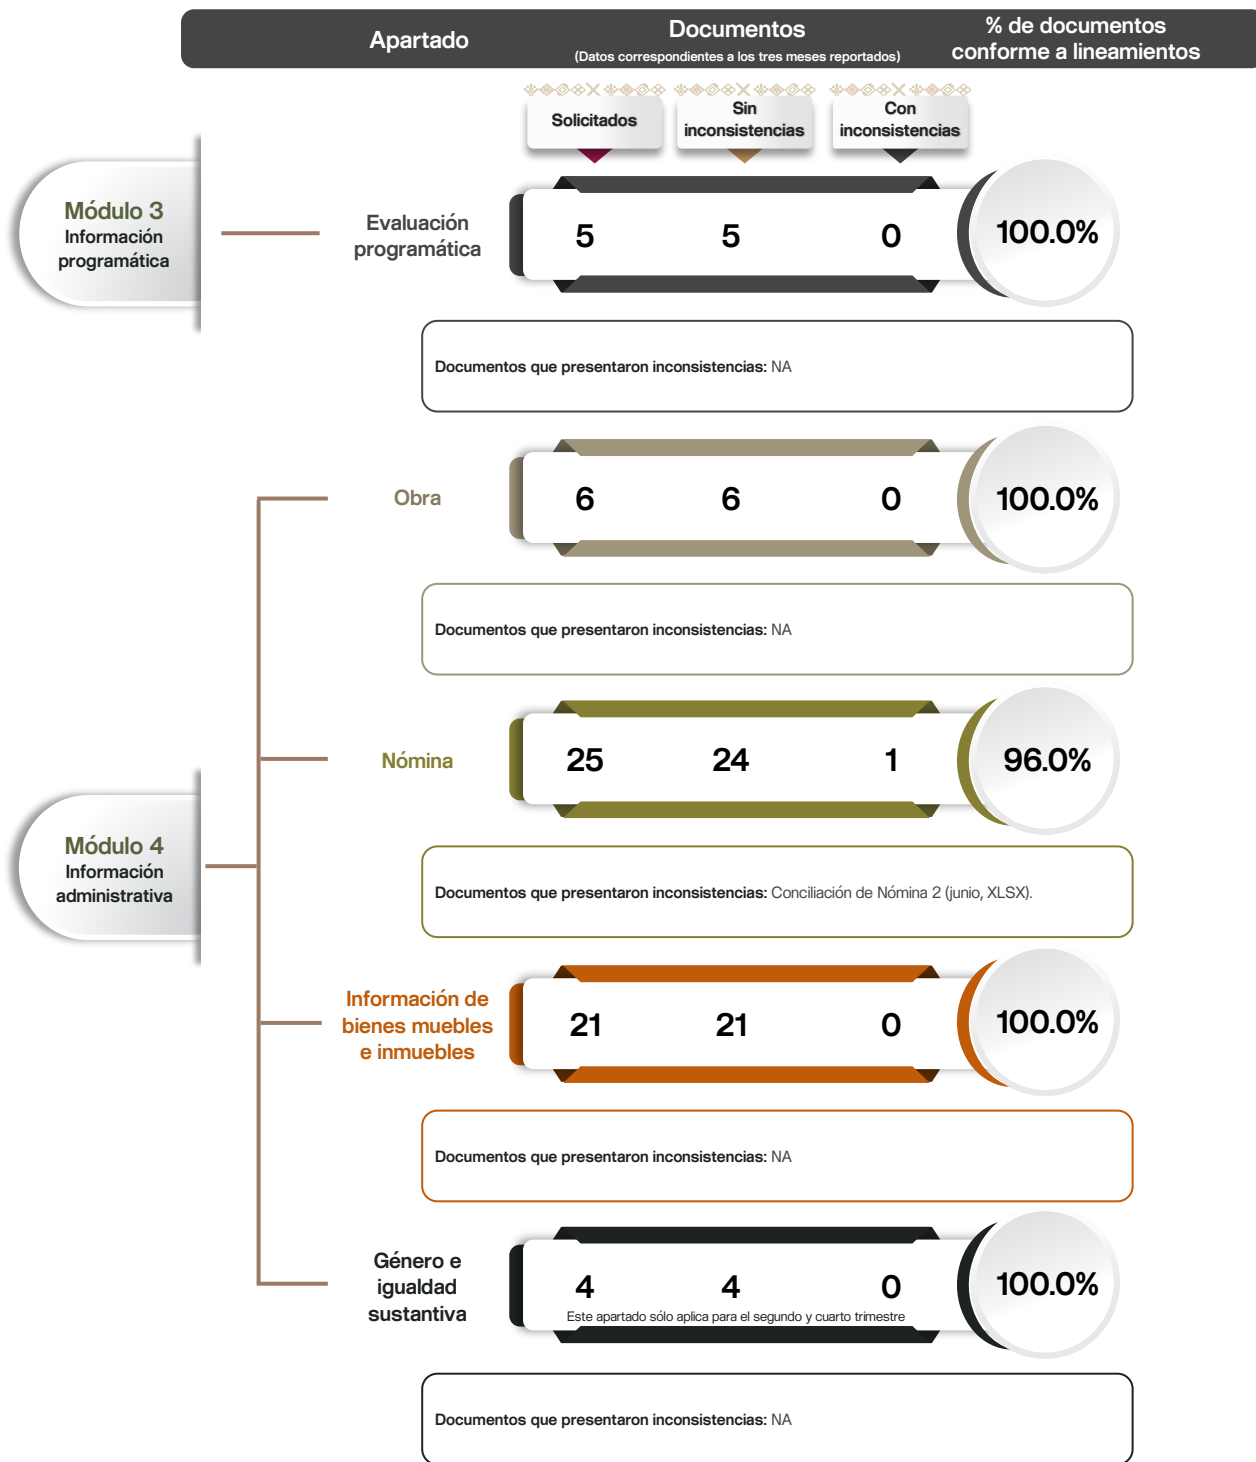 Apartado
Documentos
(Datos correspondientes a los tres meses reportados)
% de documentos
conforme a lineamientos
Solicitados
Sin
inconsistencias
Con
inconsistencias
Módulo 3
Información
programática
Evaluación
programática
5 5 0 100.0%
Documentos que presentaron inconsistencias: NA
Obra
6 6 0 100.0%
Documentos que presentaron inconsistencias: NA
Módulo 4
Información
administrativa
Nómina
25 24 1 96.0%
Documentos que presentaron inconsistencias: Conciliación de Nómina 2 (junio, XLSX).
Información de
bienes muebles
e inmuebles
21 21 0 100.0%
Documentos que presentaron inconsistencias: NA
Género e
igualdad
sustantiva
4 4 0 100.0%
Este apartado sólo aplica para el segundo y cuarto trimestre
Documentos que presentaron inconsistencias: NA